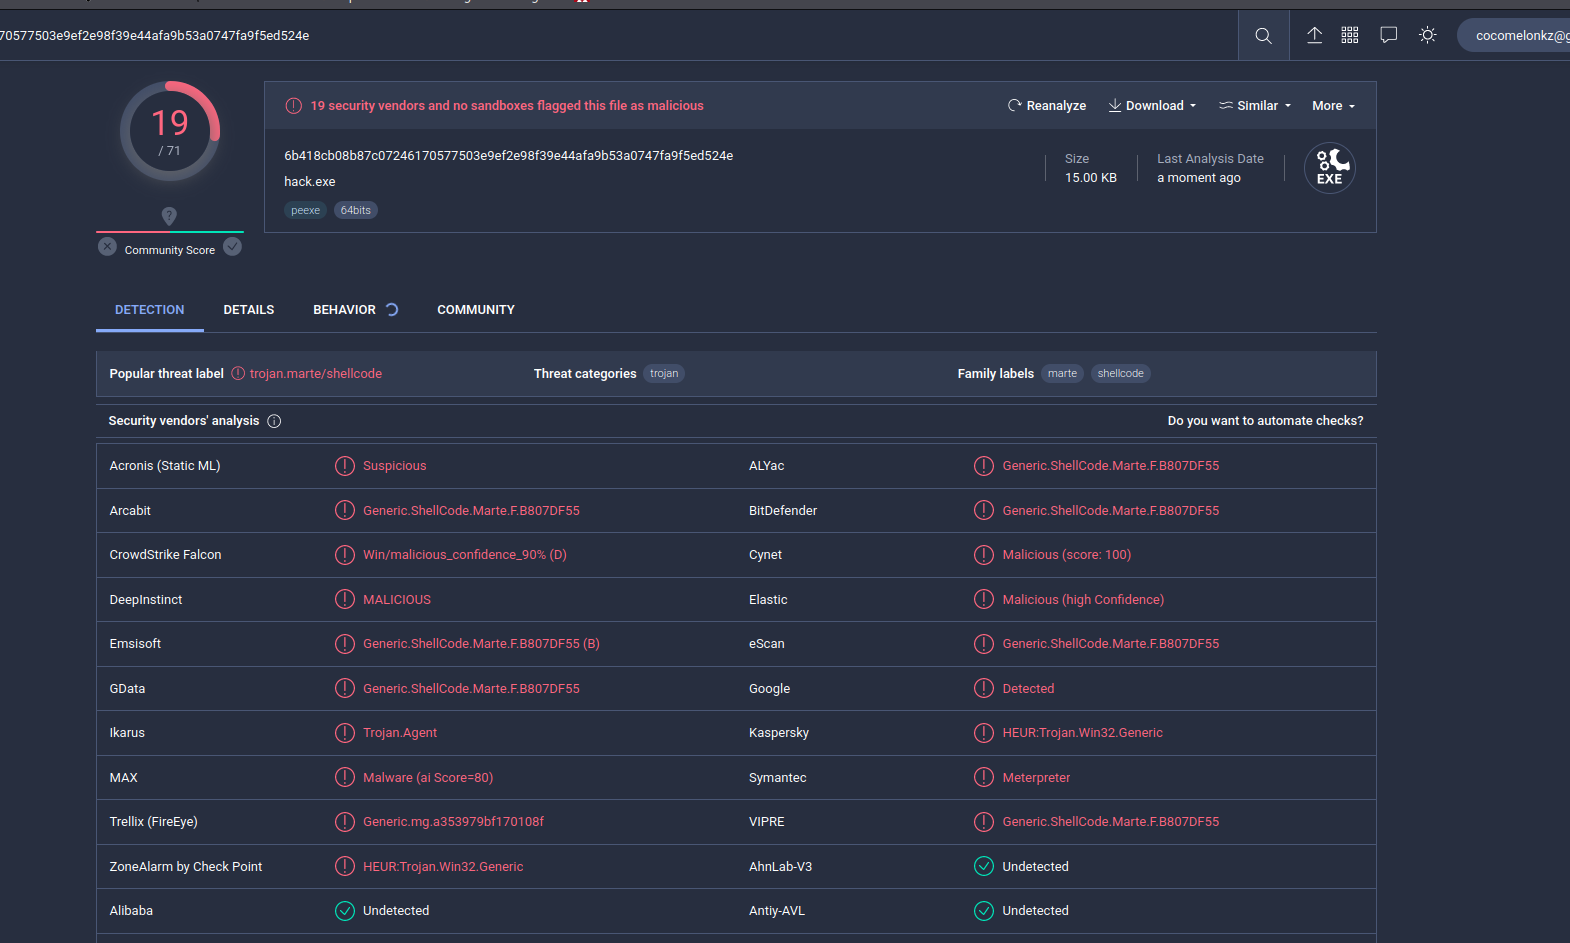 70577503e9ef2e98f39e44afa9b53a0747fa9f5ed524e
cocomelonkz@g
19
/ 71
Community Score
19 security vendors and no sandboxes flagged this file as malicious
Reanalyze Download Similar More
6b418cb08b87c07246170577503e9ef2e98f39e44afa9b53a0747fa9f5ed524e
hack.exe
peexe 64bits
Size
15.00 KB
Last Analysis Date
a moment ago
EXE
DETECTION DETAILS BEHAVIOR COMMUNITY
Popular threat label trojan.marte/shellcode Threat categories trojan Family labels marte shellcode
Security vendors' analysis Do you want to automate checks?
Acronis (Static ML) Suspicious ALYac Generic.ShellCode.Marte.F.B807DF55
Arcabit Generic.ShellCode.Marte.F.B807DF55 BitDefender Generic.ShellCode.Marte.F.B807DF55
CrowdStrike Falcon Win/malicious_confidence_90% (D) Cynet Malicious (score: 100)
DeepInstinct MALICIOUS Elastic Malicious (high Confidence)
Emsisoft Generic.ShellCode.Marte.F.B807DF55 (B) eScan Generic.ShellCode.Marte.F.B807DF55
GData Generic.ShellCode.Marte.F.B807DF55 Google Detected
Ikarus Trojan.Agent Kaspersky HEUR:Trojan.Win32.Generic
MAX Malware (ai Score=80) Symantec Meterpreter
Trellix (FireEye) Generic.mg.a353979bf170108f VIPRE Generic.ShellCode.Marte.F.B807DF55
ZoneAlarm by Check Point HEUR:Trojan.Win32.Generic AhnLab-V3 Undetected
Alibaba Undetected Antiy-AVL Undetected